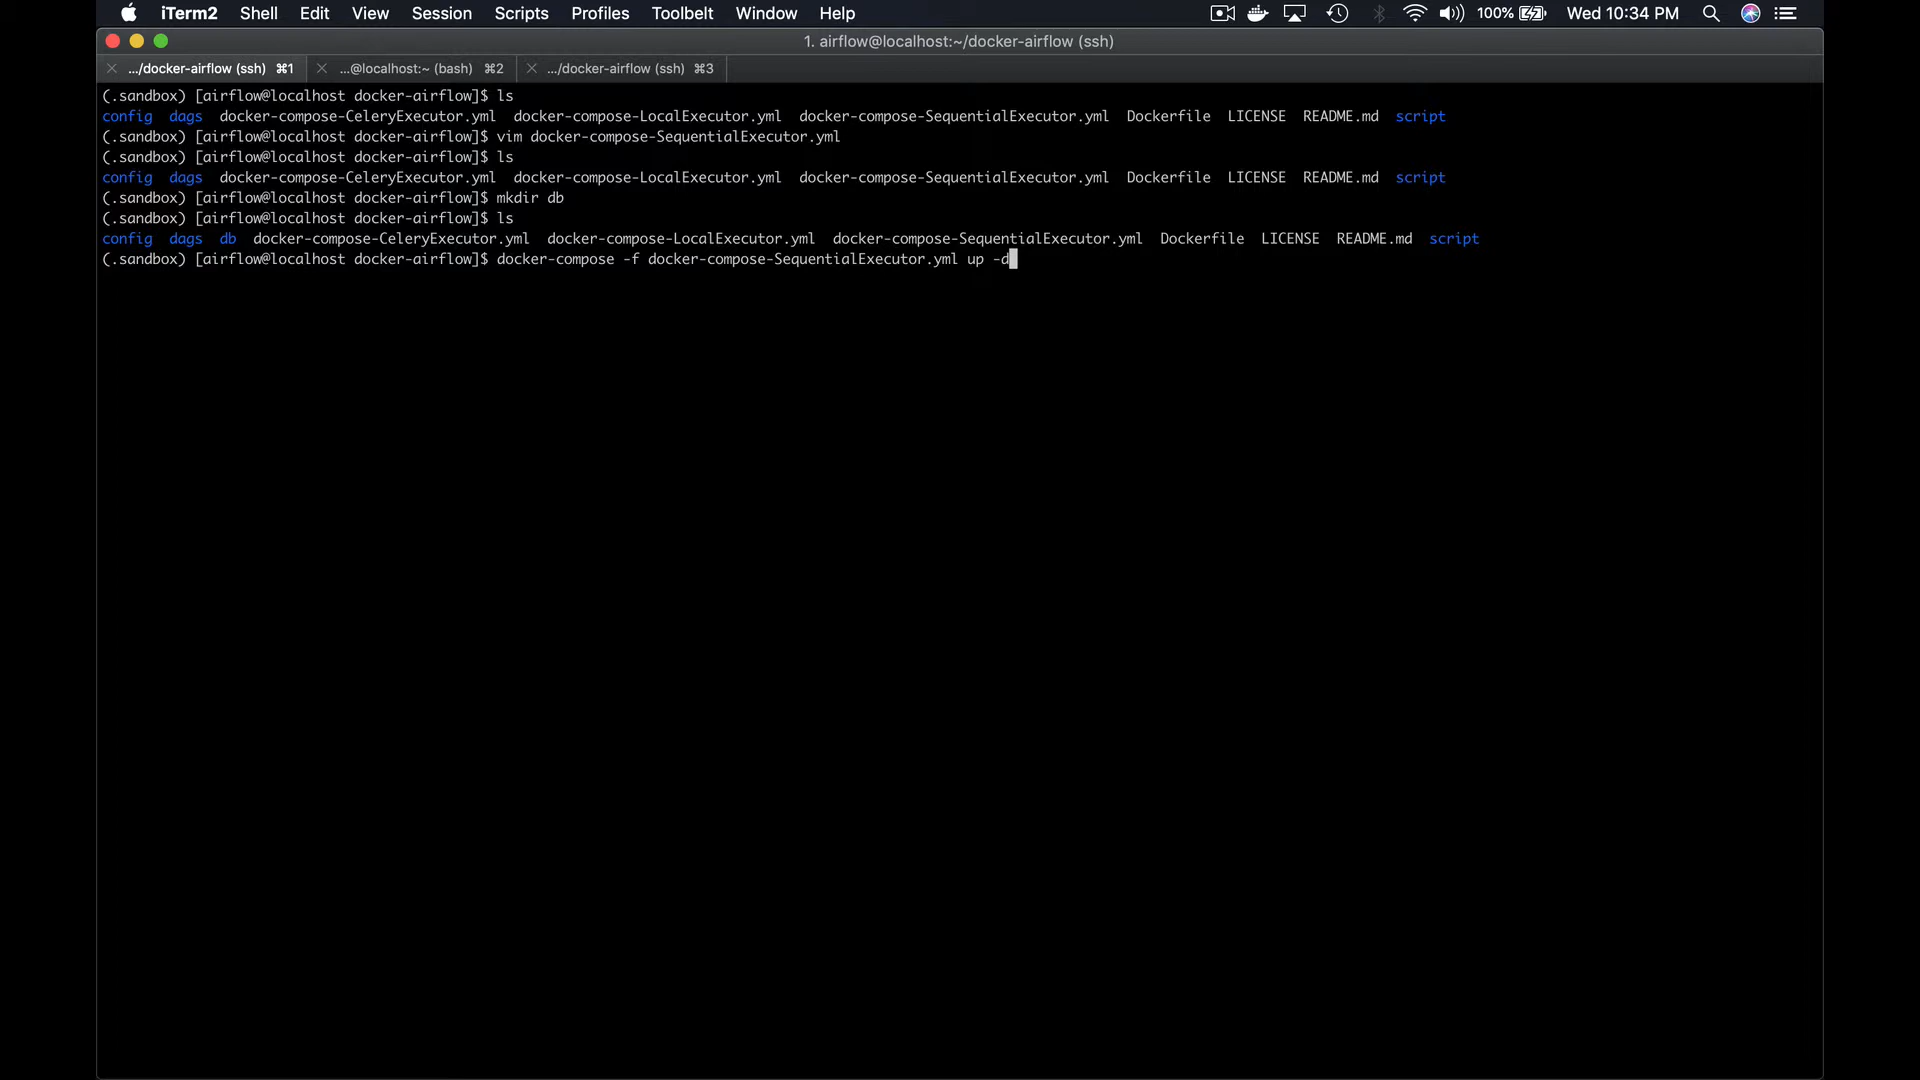 iTerm2 Shell Edit View Session Scripts Profiles Toolbelt Window Help 100% Wed 10:34 PM
1. airflow@localhost:~/docker-airflow (ssh)
.../docker-airflow (ssh) ⌘1 ...@localhost:~ (bash) ⌘2 .../docker-airflow (ssh) ⌘3
(.sandbox) [airflow@localhost docker-airflow]$ ls
config dags docker-compose-CeleryExecutor.yml docker-compose-LocalExecutor.yml docker-compose-SequentialExecutor.yml Dockerfile LICENSE README.md script
(.sandbox) [airflow@localhost docker-airflow]$ vim docker-compose-SequentialExecutor.yml
(.sandbox) [airflow@localhost docker-airflow]$ ls
config dags docker-compose-CeleryExecutor.yml docker-compose-LocalExecutor.yml docker-compose-SequentialExecutor.yml Dockerfile LICENSE README.md script
(.sandbox) [airflow@localhost docker-airflow]$ mkdir db
(.sandbox) [airflow@localhost docker-airflow]$ ls
config dags db docker-compose-CeleryExecutor.yml docker-compose-LocalExecutor.yml docker-compose-SequentialExecutor.yml Dockerfile LICENSE README.md script
(.sandbox) [airflow@localhost docker-airflow]$ docker-compose -f docker-compose-SequentialExecutor.yml up -d